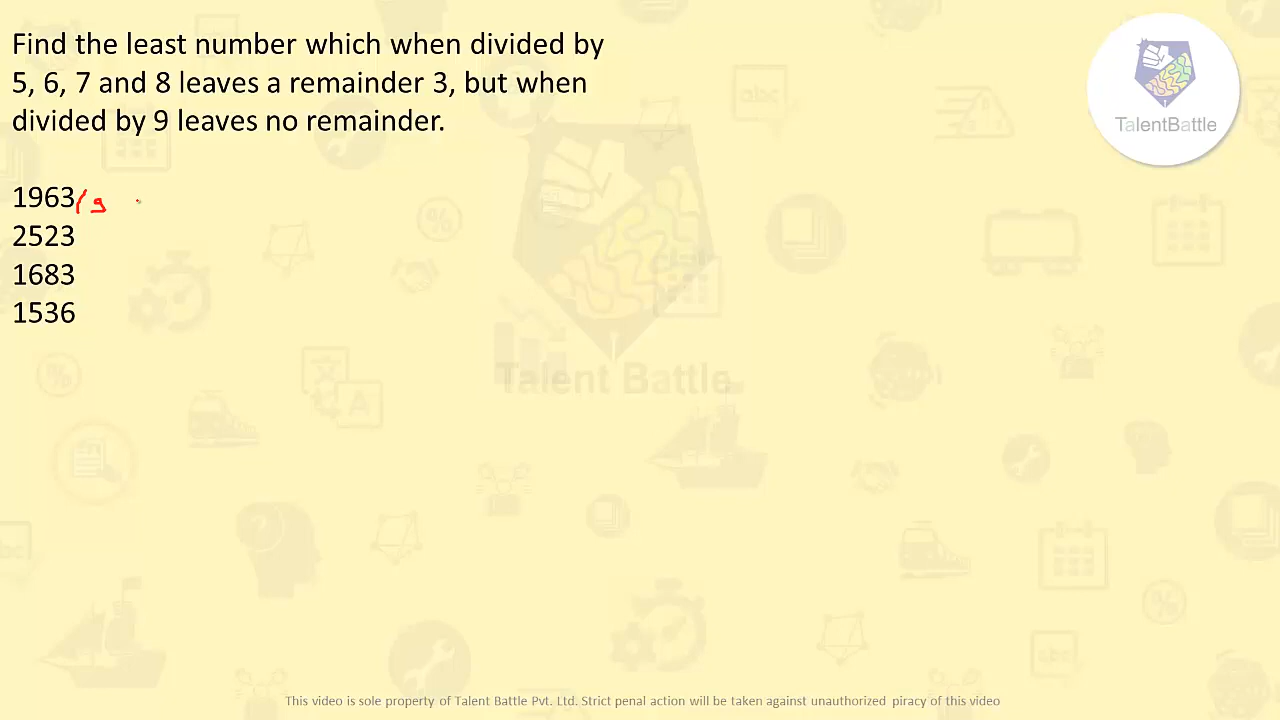 Find the least number which when divided by
5, 6, 7 and 8 leaves a remainder 3, but when
divided by 9 leaves no remainder.
TalentBattle
1963/9
2523
1683
1536
Talent Battle
This video is sole property of Talent Battle Pvt. Ltd. Strict penal action will be taken against unauthorized piracy of this video